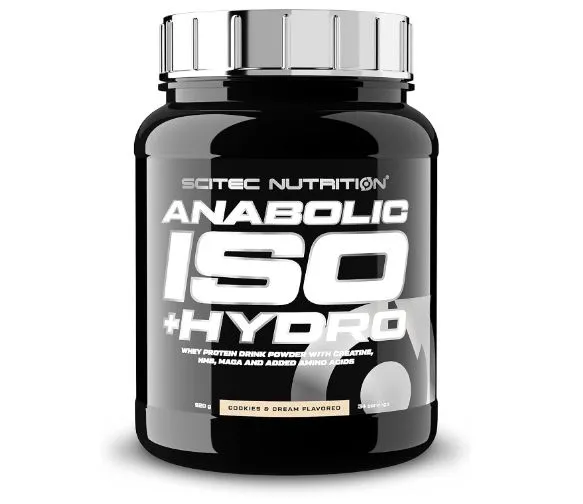 SCITEC NUTRITION®
ANABOLIC
ISO
+HYDRO
WHEY PROTEIN DRINK POWDER WITH CREATINE,
HMB, MACA AND ADDED AMINO ACIDS
920 g
COOKIES & CREAM FLAVORED